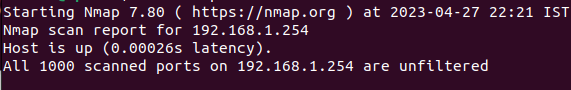 Starting Nmap 7.80 ( https://nmap.org ) at 2023-04-27 22:21 IST
Nmap scan report for 192.168.1.254
Host is up (0.00026s latency).
All 1000 scanned ports on 192.168.1.254 are unfiltered